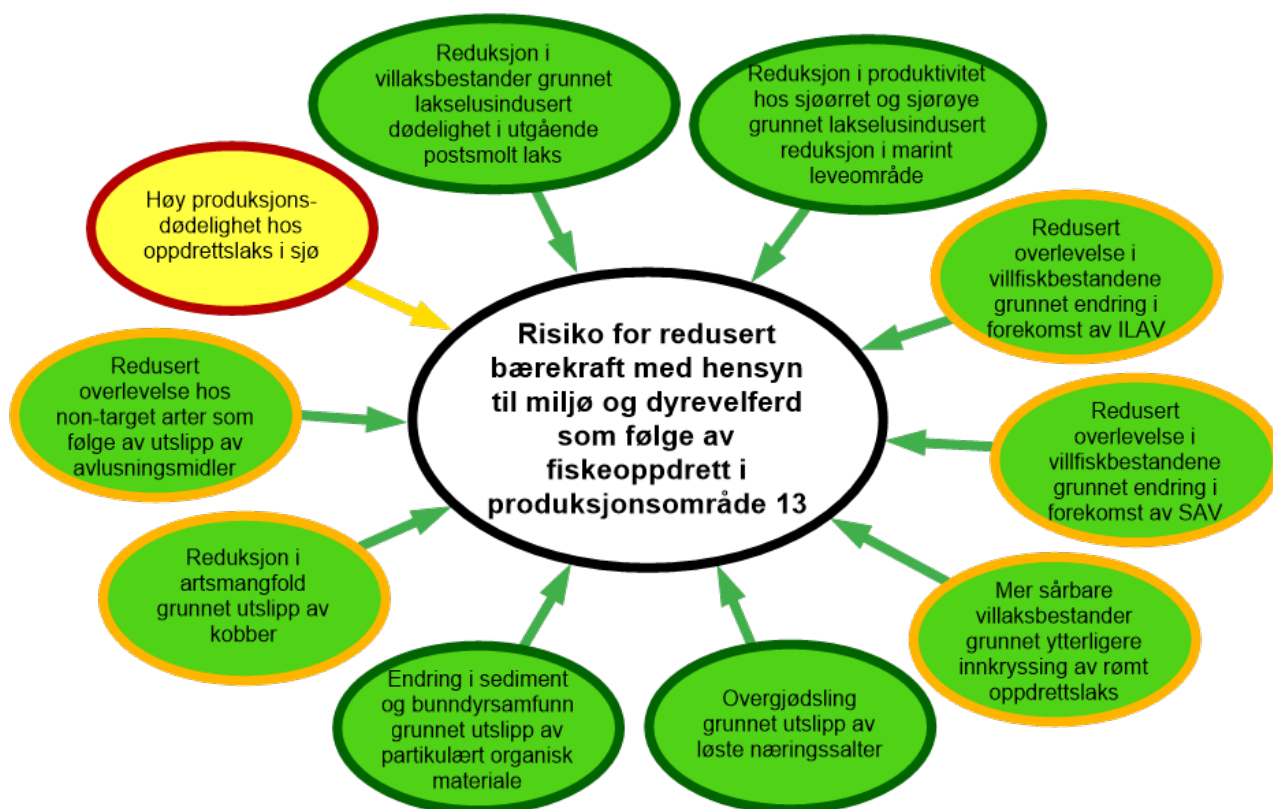 Reduksjon i
villaksbestander grunnet
lakselusindusert
dødelighet i utgående
postsmolt laks
Reduksjon i produktivitet
hos sjøørret og sjørøye
grunnet lakselusindusert
reduksjon i marint
leveområde
Høy produksjons-
dødelighet hos
oppdrettslaks i sjø
Redusert
overlevelse i
villfiskbestandene
grunnet endring i
forekomst av ILAV
Risiko for redusert
bærekraft med hensyn
til miljø og dyrevelferd
som følge av
fiskeoppdrett i
produksjonsområde 13
Redusert
overlevelse hos
non-target arter som
følge av utslipp av
avlusningsmidler
Redusert
overlevelse i
villfiskbestandene
grunnet endring i
forekomst av SAV
Reduksjon i
artsmangfold
grunnet utslipp av
kobber
Mer sårbare
villaksbestander
grunnet ytterligere
innkryssing av rømt
oppdrettslaks
Endring i sediment
og bunndyrsamfunn
grunnet utslipp av
partikulært organisk
materiale
Overgjødsling
grunnet utslipp av
løste næringssalter